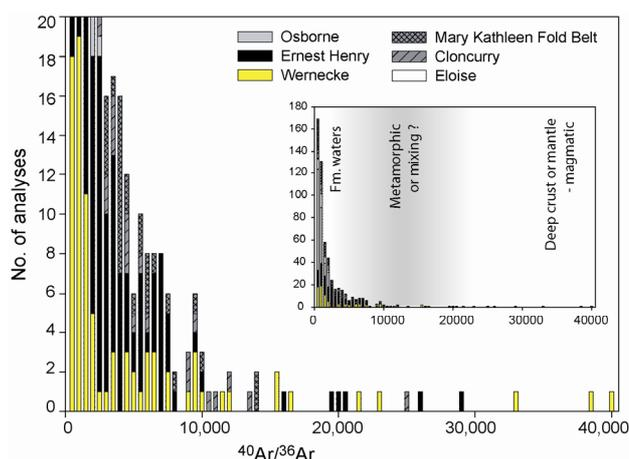 20
18
16
14
12
10
8
6
4
2
0
No. of analyses
0
10,000
20,000
30,000
40,000
40Ar/36Ar
Osborne
Ernest Henry
Wernecke
Mary Kathleen Fold Belt
Cloncurry
Eloise
180
160
140
120
100
80
60
40
20
0
0
10000
20000
30000
40000
Fm. waters
Metamorphic
or mixing ?
Deep crust or mantle
- magmatic